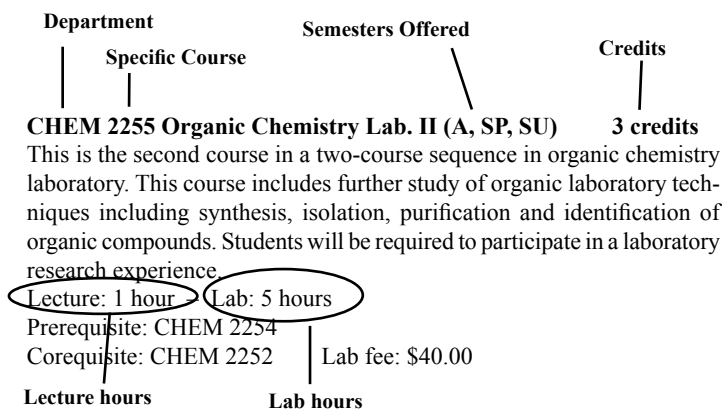 Department
Semesters Offered
Credits
Specific Course
CHEM 2255 Organic Chemistry Lab. II (A, SP, SU) 3 credits
This is the second course in a two-course sequence in organic chemistry
laboratory. This course includes further study of organic laboratory tech-
niques including synthesis, isolation, purification and identification of
organic compounds. Students will be required to participate in a laboratory
research experience.
Lecture: 1 hour – Lab: 5 hours
Prerequisite: CHEM 2254
Corequisite: CHEM 2252 Lab fee: $40.00
Lecture hours
Lab hours